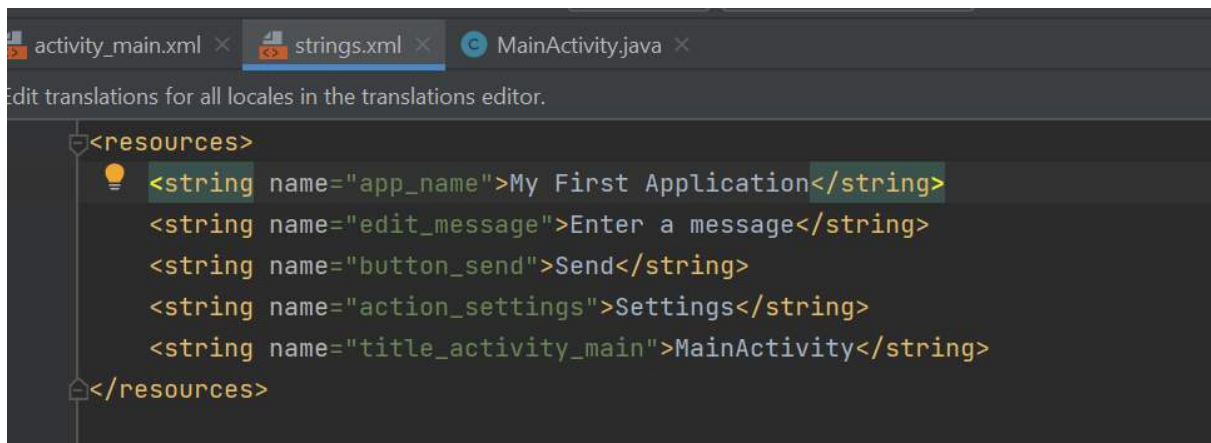 activity_main.xml strings.xml C MainActivity.java
Edit translations for all locales in the translations editor.
<resources>
<string name="app_name">My First Application</string>
<string name="edit_message">Enter a message</string>
<string name="button_send">Send</string>
<string name="action_settings">Settings</string>
<string name="title_activity_main">MainActivity</string>
</resources>